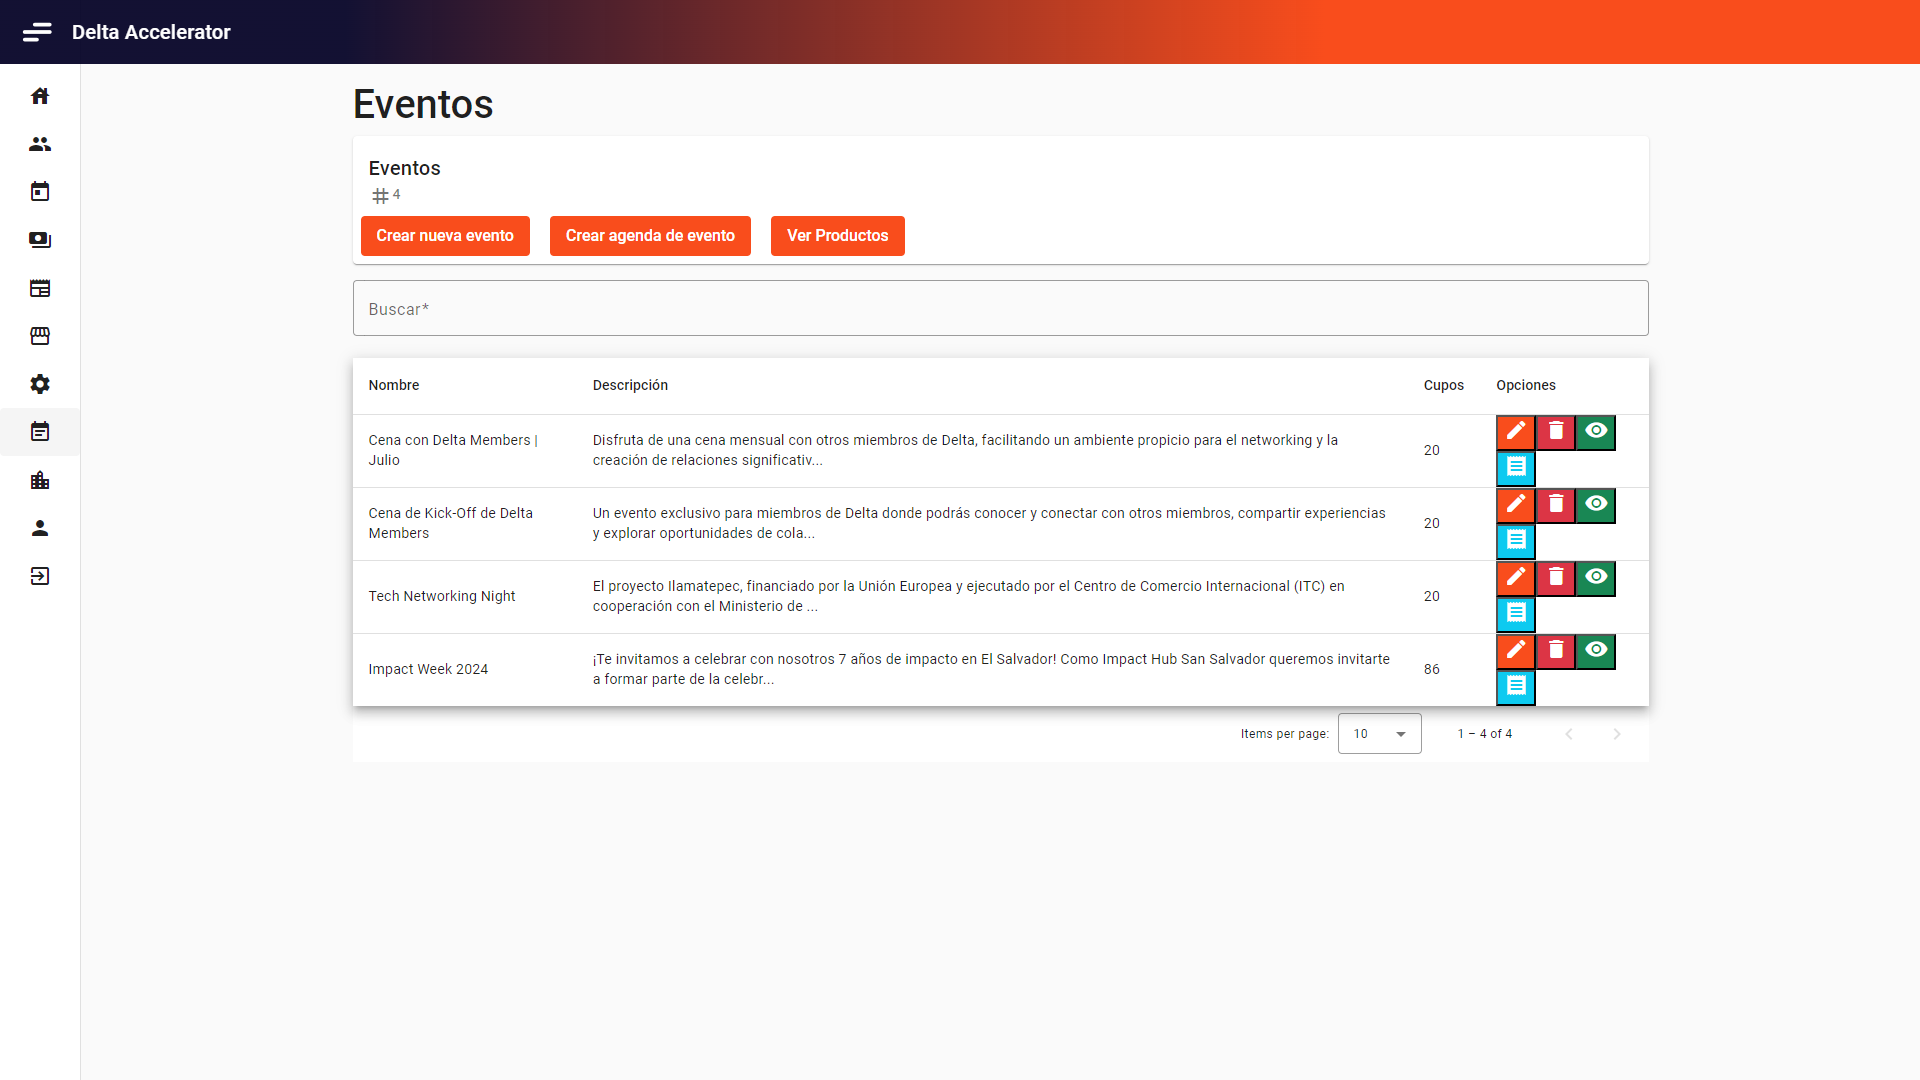 Delta Accelerator
Eventos
Eventos
4
Crear nueva evento
Crear agenda de evento
Ver Productos
Buscar*
Nombre
Descripción
Cupos
Opciones
Cena con Delta Members |
Julio
Disfruta de una cena mensual con otros miembros de Delta, facilitando un ambiente propicio para el networking y la
creación de relaciones significativ...
20
Cena de Kick-Off de Delta
Members
Un evento exclusivo para miembros de Delta donde podrás conocer y conectar con otros miembros, compartir experiencias
y explorar oportunidades de cola...
20
Tech Networking Night
El proyecto Ilamatepec, financiado por la Unión Europea y ejecutado por el Centro de Comercio Internacional (ITC) en
cooperación con el Ministerio de ...
20
Impact Week 2024
¡Te invitamos a celebrar con nosotros 7 años de impacto en El Salvador! Como Impact Hub San Salvador queremos invitarte
a formar parte de la celebr...
86
Items per page:
10
1 – 4 of 4